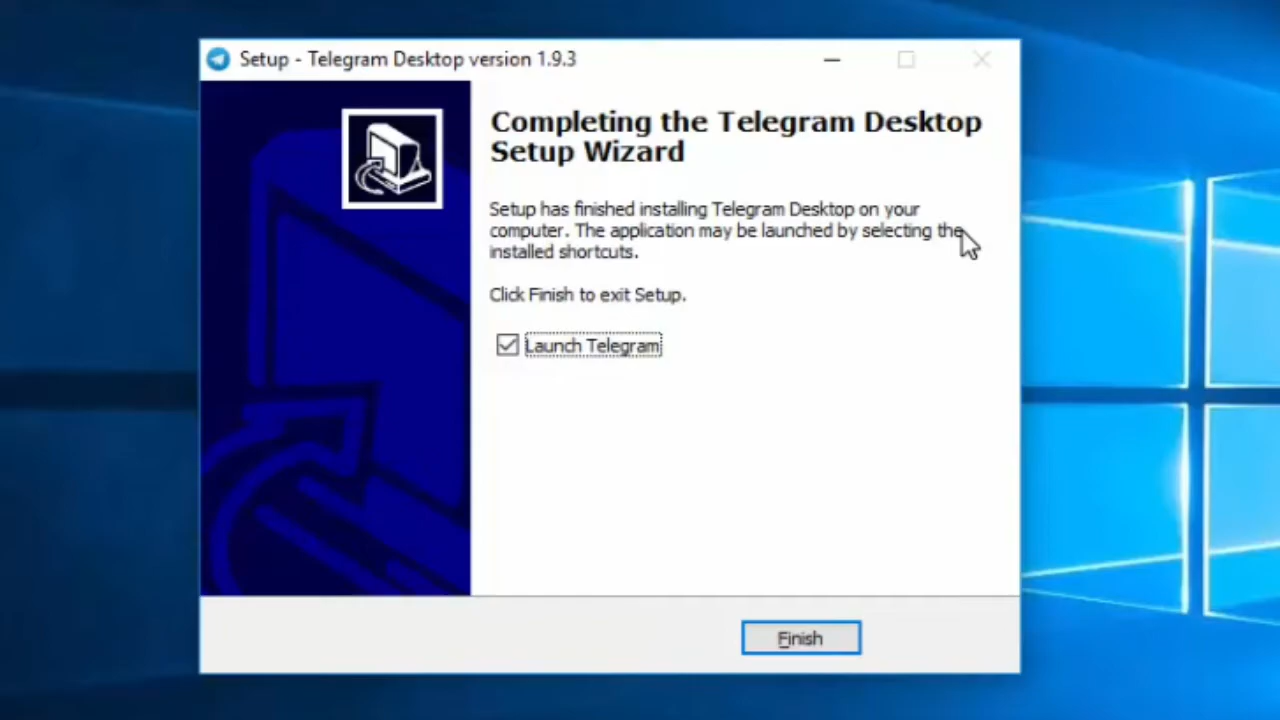 Setup - Telegram Desktop version 1.9.3
Completing the Telegram Desktop
Setup Wizard
Setup has finished installing Telegram Desktop on your
computer. The application may be launched by selecting the
installed shortcuts.
Click Finish to exit Setup.
Launch Telegram
Finish